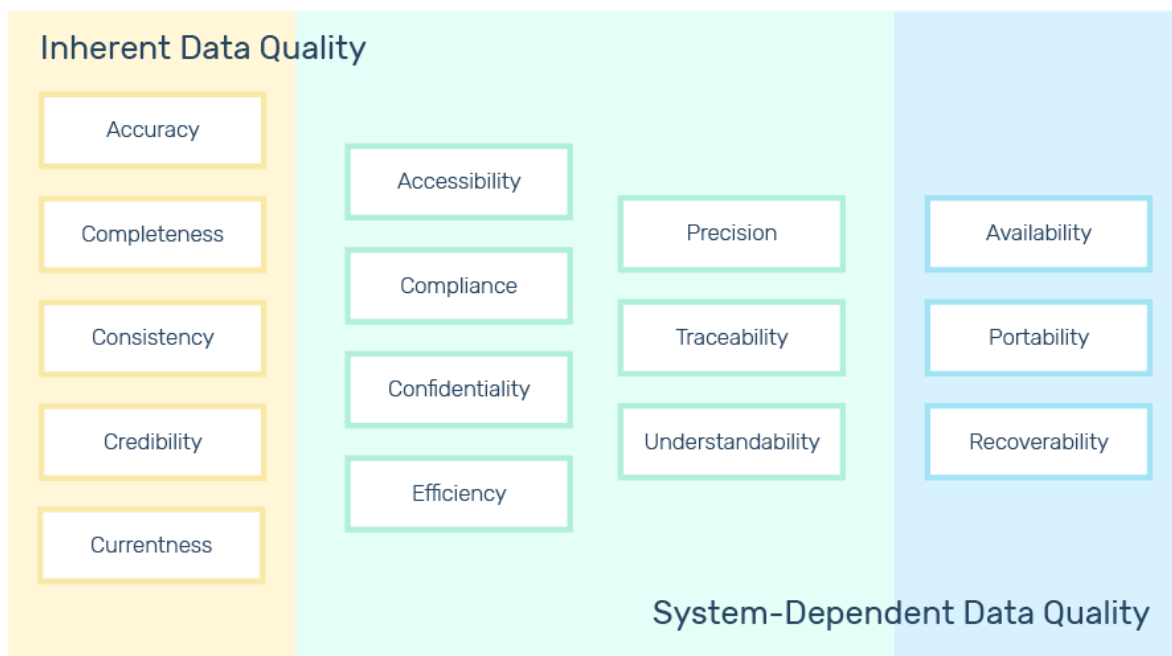 Inherent Data Quality
Accuracy
Completeness
Consistency
Credibility
Currentness
Accessibility
Compliance
Confidentiality
Efficiency
Precision
Traceability
Understandability
Availability
Portability
Recoverability
System-Dependent Data Quality